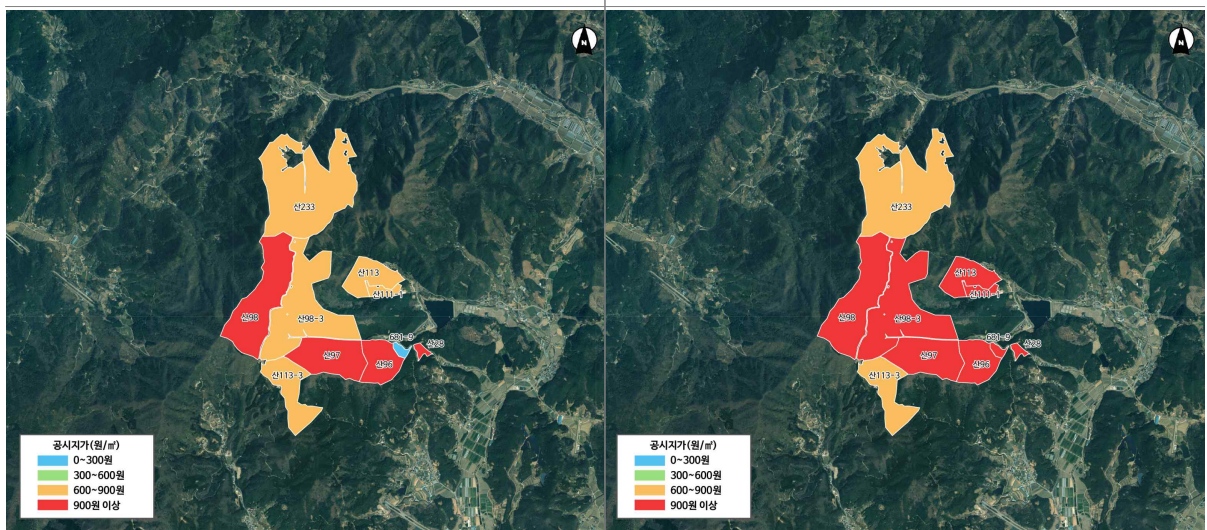 N
산233
산113
산111-1
산98
산98-3
681-9
산28
산97
산96
산113-3
공시지가(원/㎡)
0~300원
300~600원
600~900원
900원 이상
N
산233
산113
산111-1
산98
산98-3
681-9
산28
산97
산96
산113-3
공시지가(원/㎡)
0~300원
300~600원
600~900원
900원 이상